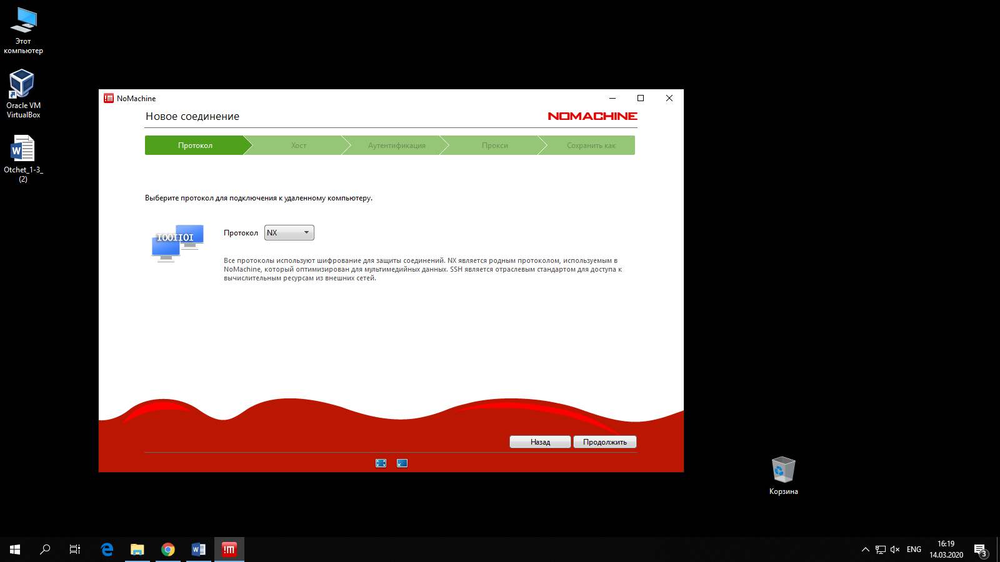 Этот
компьютер
Oracle VM
VirtualBox
Otchet_1-3_
(2)
NoMachine
Новое соединение
NOMACHINE
Протокол
Хост
Аутентификация
Прокси
Сохранить как
Выберите протокол для подключения к удаленному компьютеру.
IOOIIOI
Протокол
NX
Все протоколы используют шифрование для защиты соединений. NX является родным протоколом, используемым в
NoMachine, который оптимизирован для мультимедийных данных. SSH является отраслевым стандартом для доступа к
вычислительным ресурсам из внешних сетей.
Назад
Продолжить
Корзина
ENG
16:19
14.03.2020
3